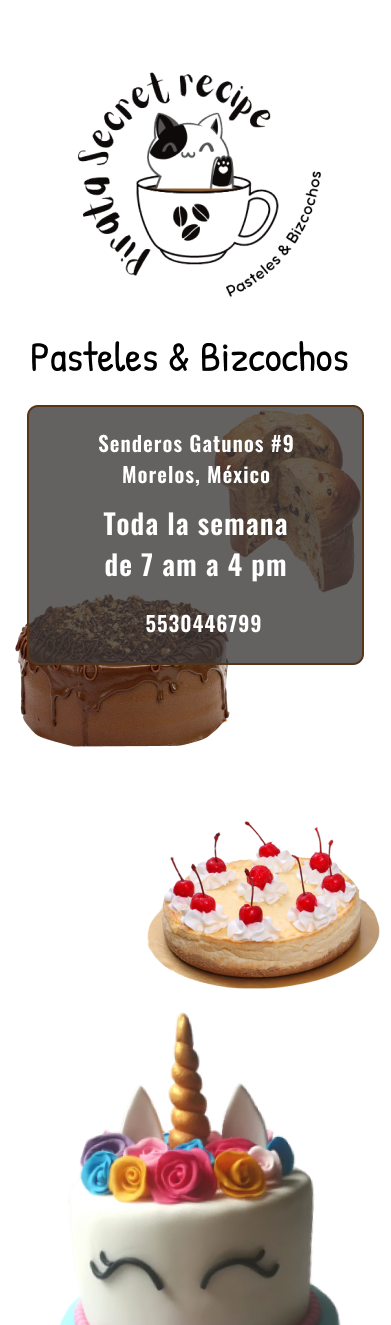 Pirata Secret recipe
Pasteles & Bizcochos
Pasteles & Bizcochos
Senderos Gatunos #9
Morelos, México
Toda la semana
de 7 am a 4 pm
5530446799